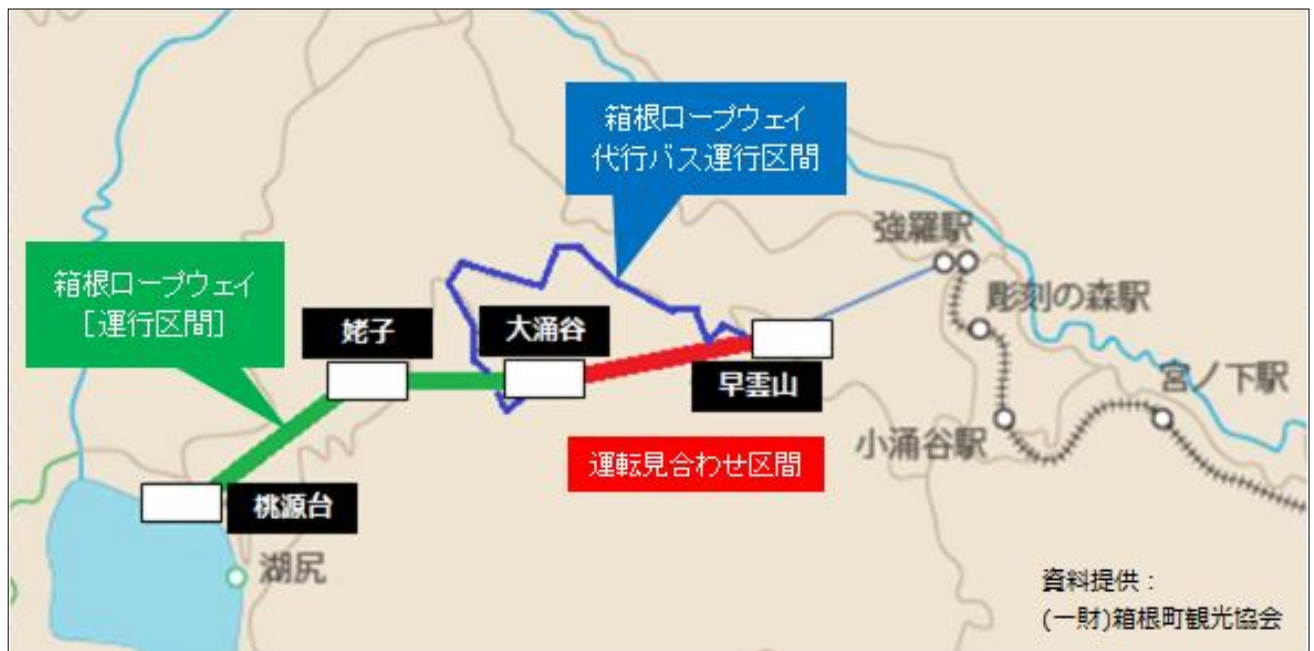 箱根ロープウェイ
代行バス運行区間
強羅駅
彫刻の森駅
箱根ロープウェイ
[運行区間]
姥子
大涌谷
早雲山
宮ノ下駅
小涌谷駅
運転見合わせ区間
桃源台
湖尻
資料提供：
(一財)箱根町観光協会